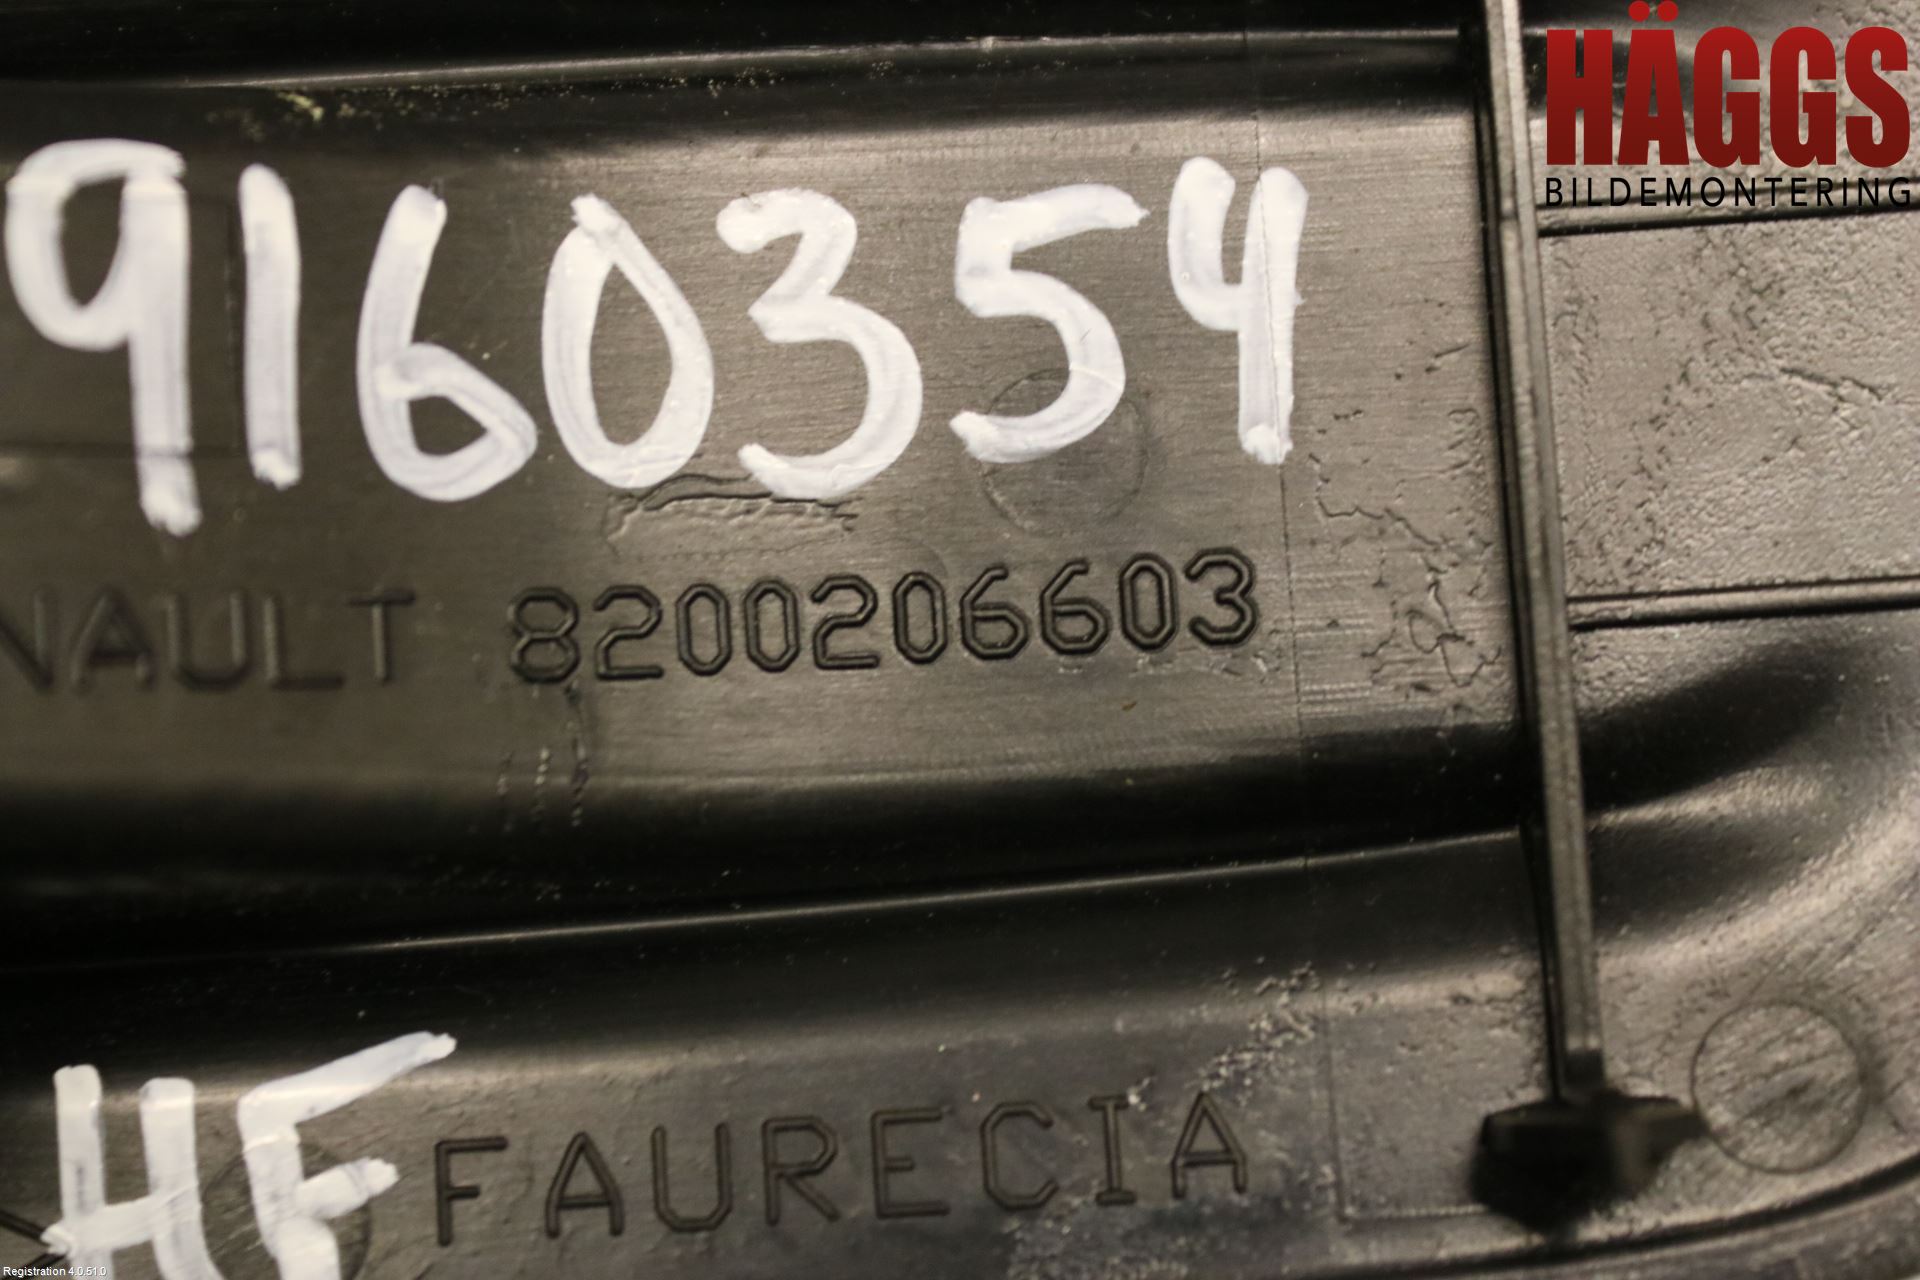 HÄGGS
BILDEMONTERING
9160354
NAULT 8200206603
HF
FAURECIA
Registration 4.0.51.0